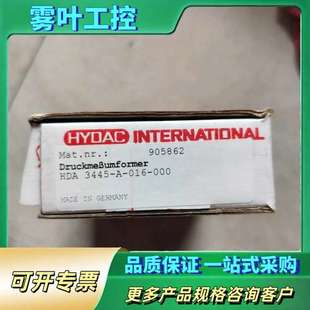 雾叶工控
HYDAC INTERNATIONAL
Mat.nr.: 905862
Druckmeßumformer
HDA 3445-A-016-000
MADE IN GERMANY
可开专票
品质保证 一站式采购
更多产品规格咨询客户